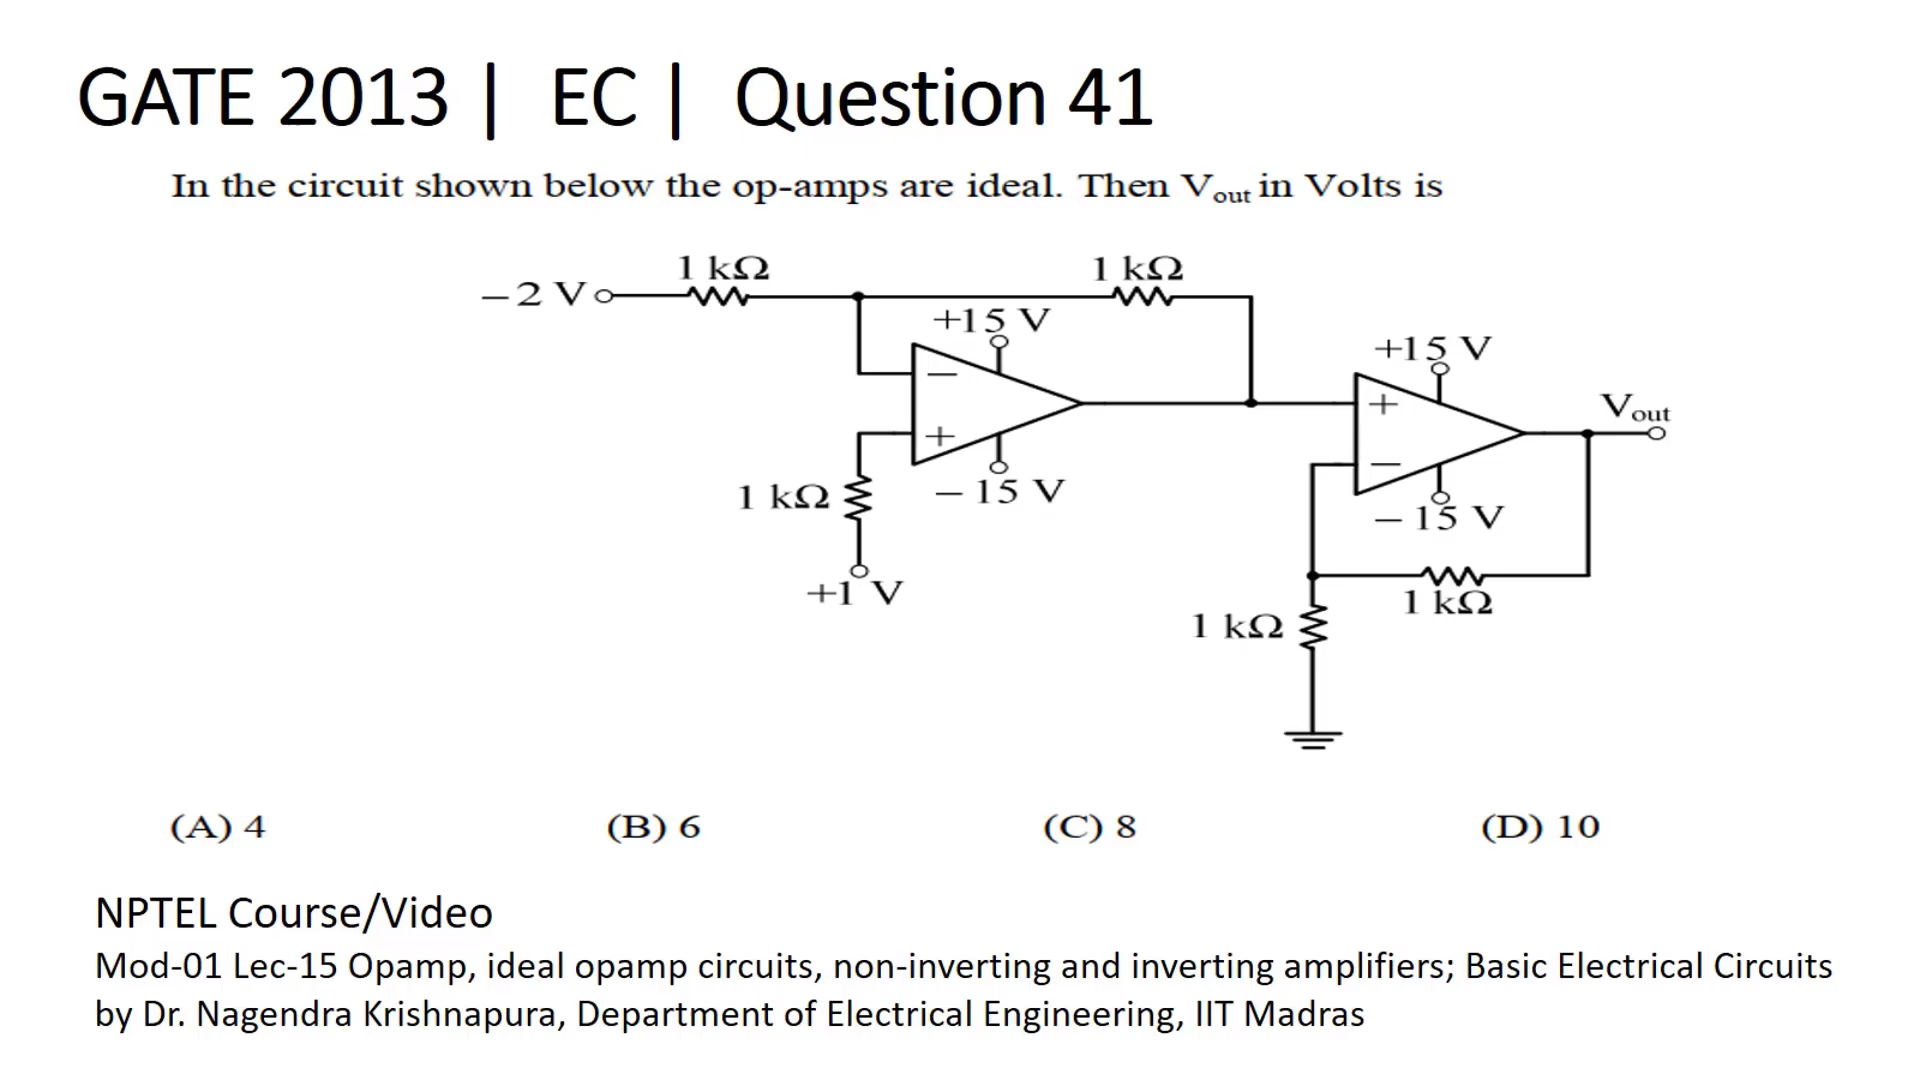 GATE 2013 | EC | Question 41
In the circuit shown below the op-amps are ideal. Then Vout in Volts is
1 kΩ
1 kΩ
−2 V
+15 V
+15 V
Vout
−
+
+
−
1 kΩ
− 15 V
− 15 V
+1 V
1 kΩ
1 kΩ
(A) 4 (B) 6 (C) 8 (D) 10
NPTEL Course/Video
Mod-01 Lec-15 Opamp, ideal opamp circuits, non-inverting and inverting amplifiers; Basic Electrical Circuits
by Dr. Nagendra Krishnapura, Department of Electrical Engineering, IIT Madras